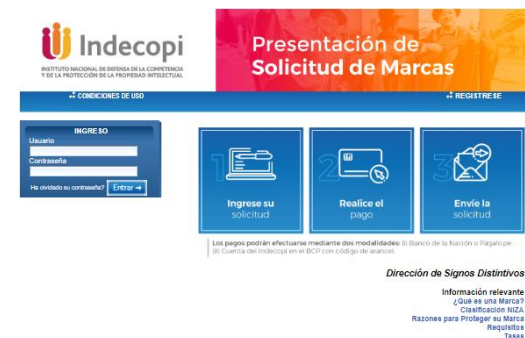 Indecopi
INSTITUTO NACIONAL DE DEFENSA DE LA COMPETENCIA
Y DE LA PROTECCIÓN DE LA PROPIEDAD INTELECTUAL
Presentación de
Solicitud de Marcas
CONDICIONES DE USO
REGISTRESE
INGRESO
Usuario
Contraseña
Ha olvidado su contraseña?
Entrar →
1
Ingrese su
solicitud
2
Realice el
pago
3
Envíe la
solicitud
Los pagos podrán efectuarse mediante dos modalidades: (i) Banco de la Nación o Págalo.pe.
(ii) Cuenta del Indecopi en el BCP con código de arancel.
Dirección de Signos Distintivos
Información relevante
¿Qué es una Marca?
Clasificación NIZA
Razones para Proteger su Marca
Requisitos
Tasas